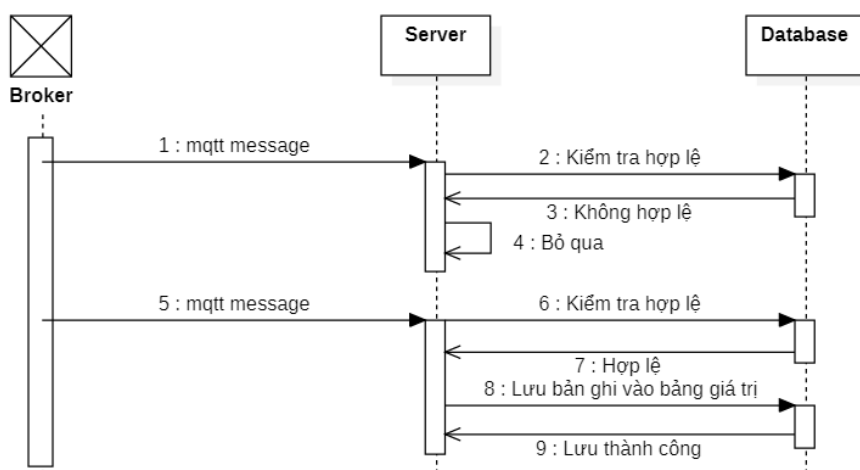 Broker
Server
Database
1 : mqtt message
2 : Kiểm tra hợp lệ
3 : Không hợp lệ
4 : Bỏ qua
5 : mqtt message
6 : Kiểm tra hợp lệ
7 : Hợp lệ
8 : Lưu bản ghi vào bảng giá trị
9 : Lưu thành công